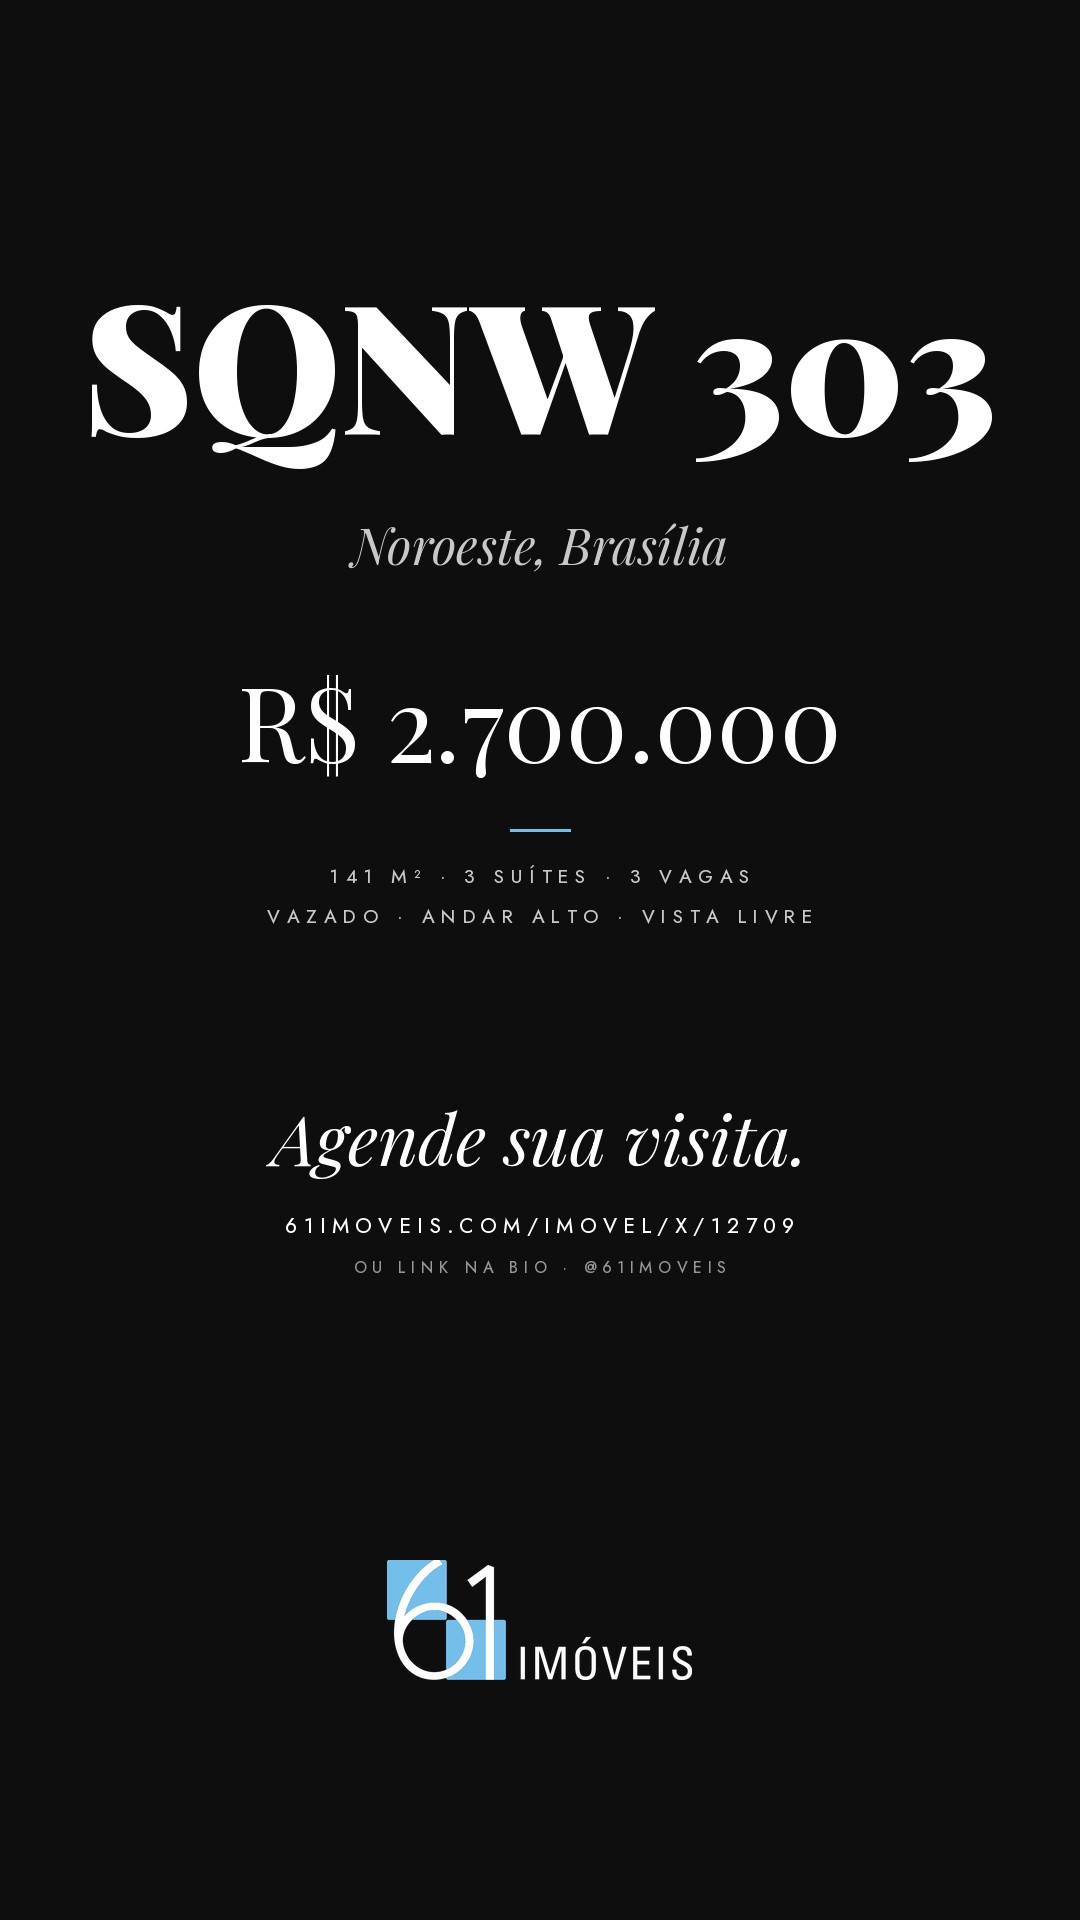 SQNW 303
Noroeste, Brasília
R$ 2.700.000
141 M² · 3 SUÍTES · 3 VAGAS
VAZADO · ANDAR ALTO · VISTA LIVRE
Agende sua visita.
61IMOVEIS.COM/IMOVEL/X/12709
OU LINK NA BIO · @61IMOVEIS
61 IMÓVEIS